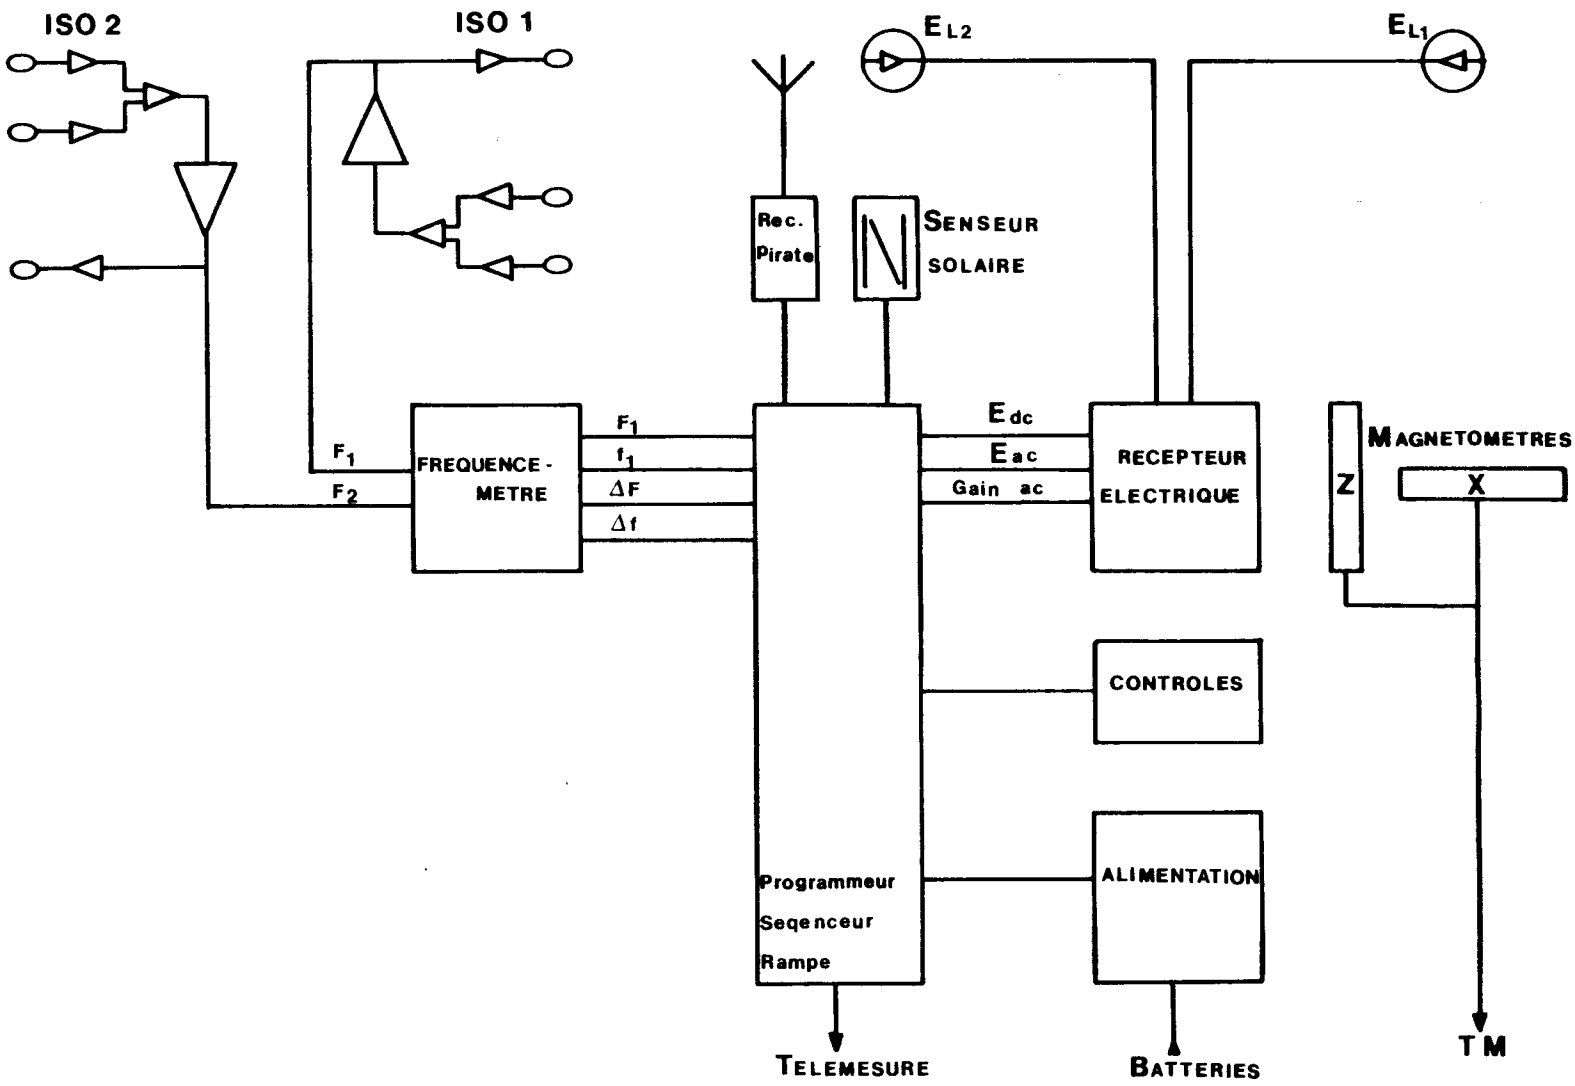 ISO 2
ISO 1
EL2
EL1
Rec.
Pirate
SENSEUR
SOLAIRE
F1
F2
FREQUENCE-
METRE
F1
f1
ΔF
Δf
Edc
Eac
Gain ac
RECEPTEUR
ELECTRIQUE
MAGNETOMETRES
Z
X
CONTROLES
ALIMENTATION
Programmeur
Seqenceur
Rampe
TELEMESURE
BATTERIES
TM